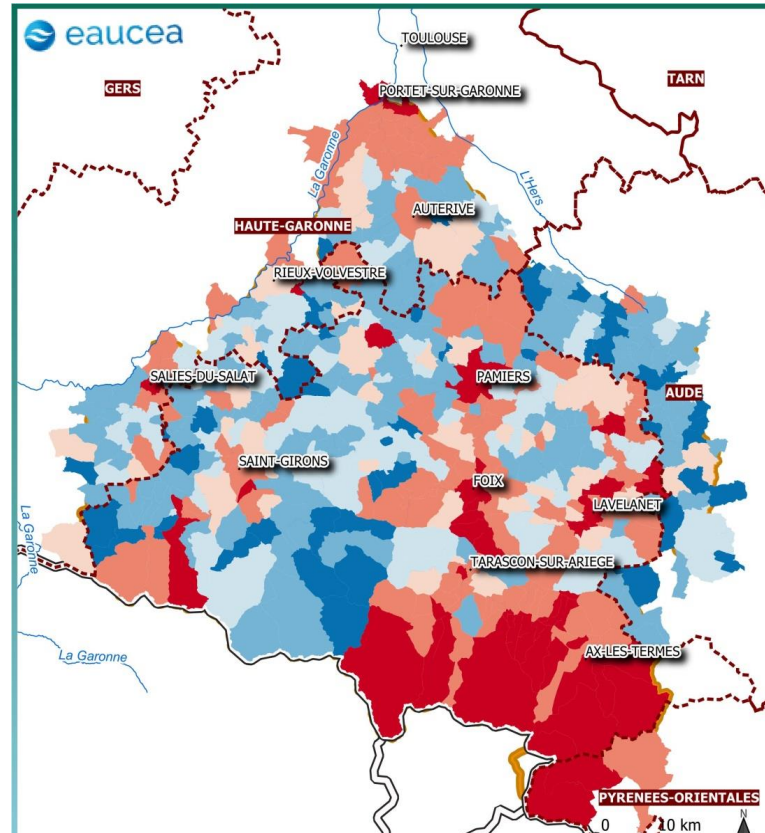 eaucea
TOULOUSE
GERS
TARN
PORTET-SUR-GARONNE
La Garonne
L'Hers
AUTERIVE
HAUTE-GARONNE
RIEUX-VOLVESTRE
SALIES-DU-SALAT
PAMIERS
AUDE
SAINT-GIRONS
FOIX
LAVELANET
La Garonne
TARASCON-SUR-ARIEGE
AX-LES-TERMES
La Garonne
PYRENEES-ORIENTALES
N
0 10 km